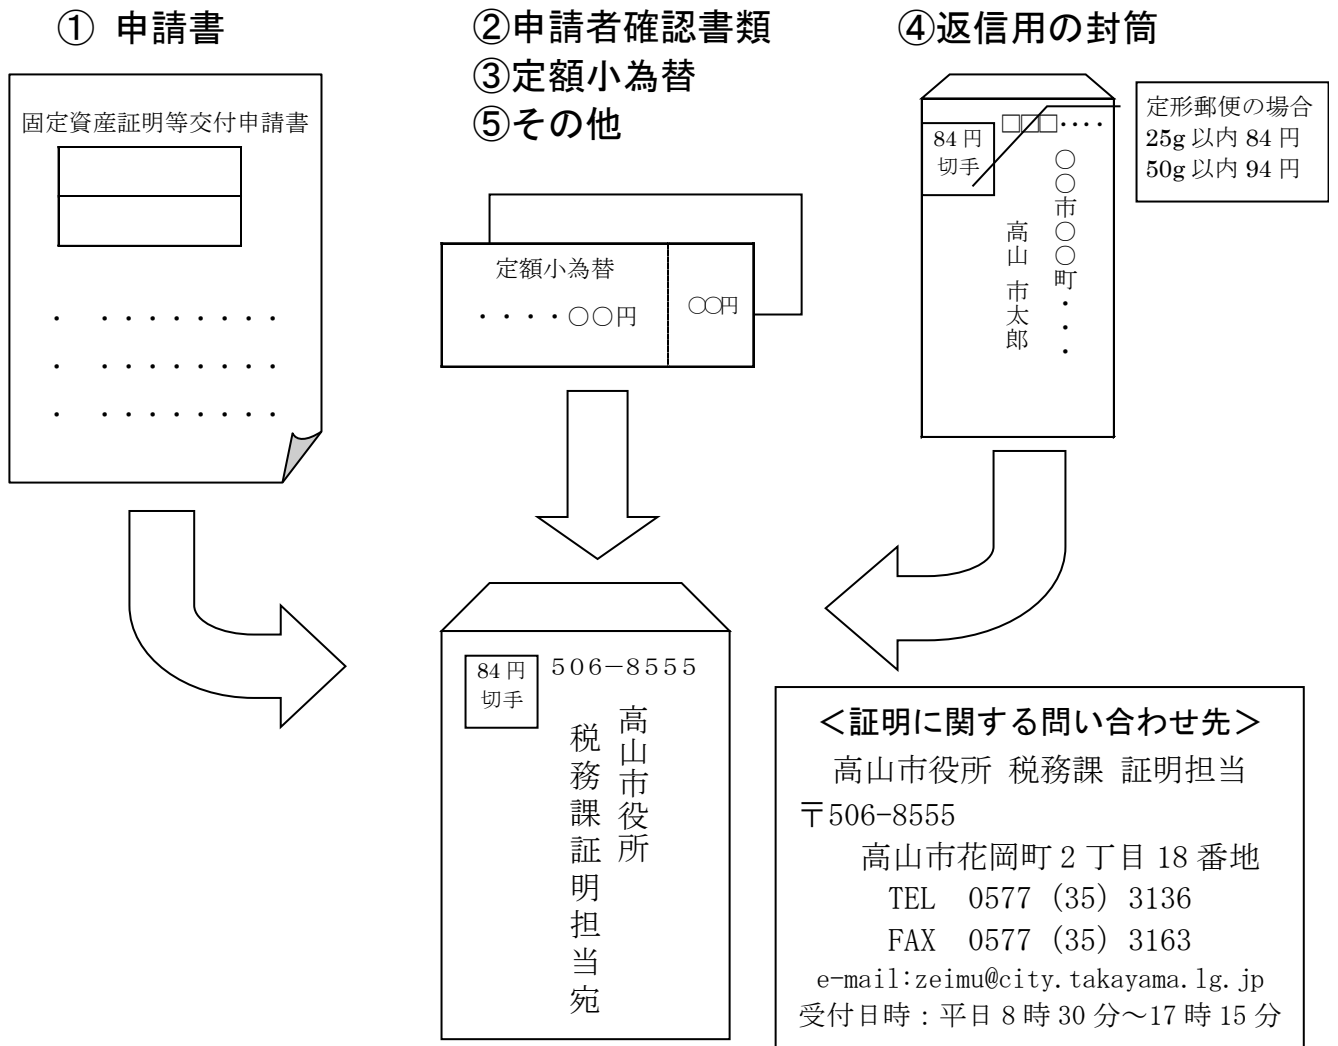 ① 申請書
固定資産証明等交付申請書
・ ・・・・・・・・
・ ・・・・・・・・
・ ・・・・・・・・
②申請者確認書類
③定額小為替
⑤その他
定額小為替
・・・・○○円
○○円
④返信用の封筒
84円
切手
□□□・・・・
○○市○○町・・・
高山 市太郎
定形郵便の場合
25g以内 84円
50g以内 94円
84円
切手
506-8555
高山市役所
税務課証明担当宛
＜証明に関する問い合わせ先＞
高山市役所 税務課 証明担当
〒506-8555
高山市花岡町2丁目18番地
TEL 0577 (35) 3136
FAX 0577 (35) 3163
e-mail:zeimu@city.takayama.lg.jp
受付日時：平日8時30分～17時15分